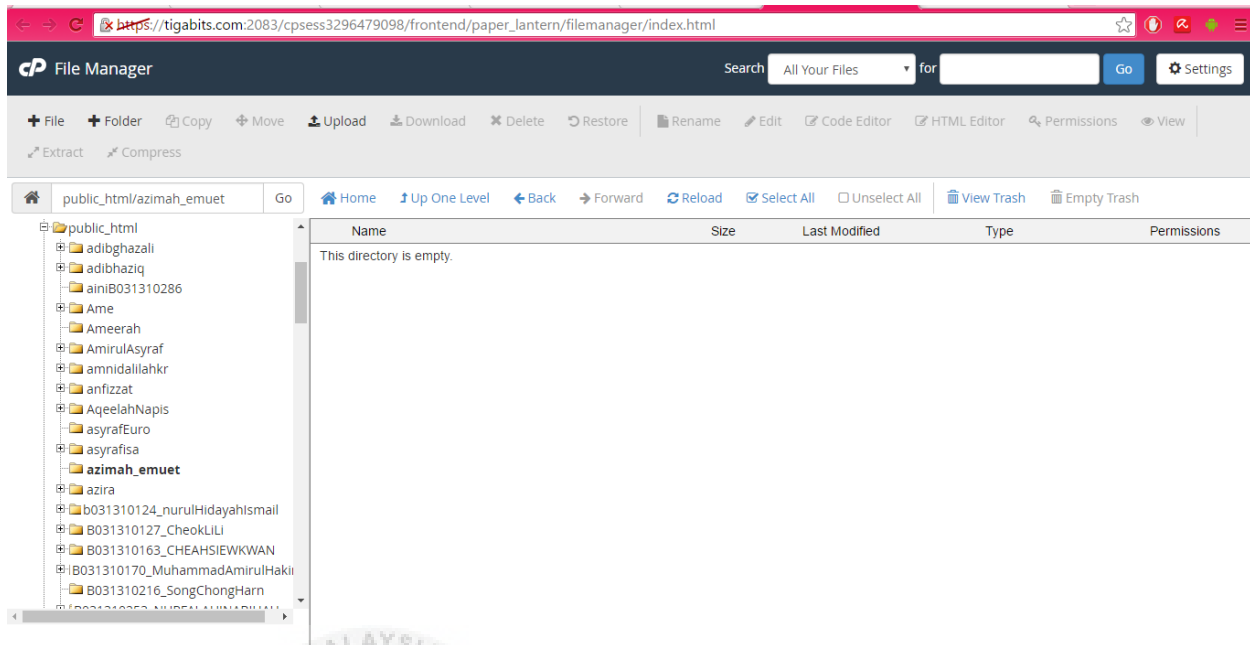 https://tigabits.com:2083/cpsess3296479098/frontend/paper_lantern/filemanager/index.html
cP File Manager
Search All Your Files for Go Settings
File Folder Copy Move Upload Download Delete Restore Rename Edit Code Editor HTML Editor Permissions View
Extract Compress
public_html/azimah_emuet Go Home Up One Level Back Forward Reload Select All Unselect All View Trash Empty Trash
public_html
Name Size Last Modified Type Permissions
This directory is empty.
adibghazali
adibhaziq
ainiB031310286
Ame
Ameerah
AmirulAsyraf
amnidalilahkr
anfizzat
AqeelahNapis
asyrafEuro
asyrafisa
azimah_emuet
azira
b031310124_nurulHidayahIsmail
B031310127_CheokLiLi
B031310163_CHEAHSIEWKWAN
B031310170_MuhammadAmirulHaki
B031310216_SongChongHarn